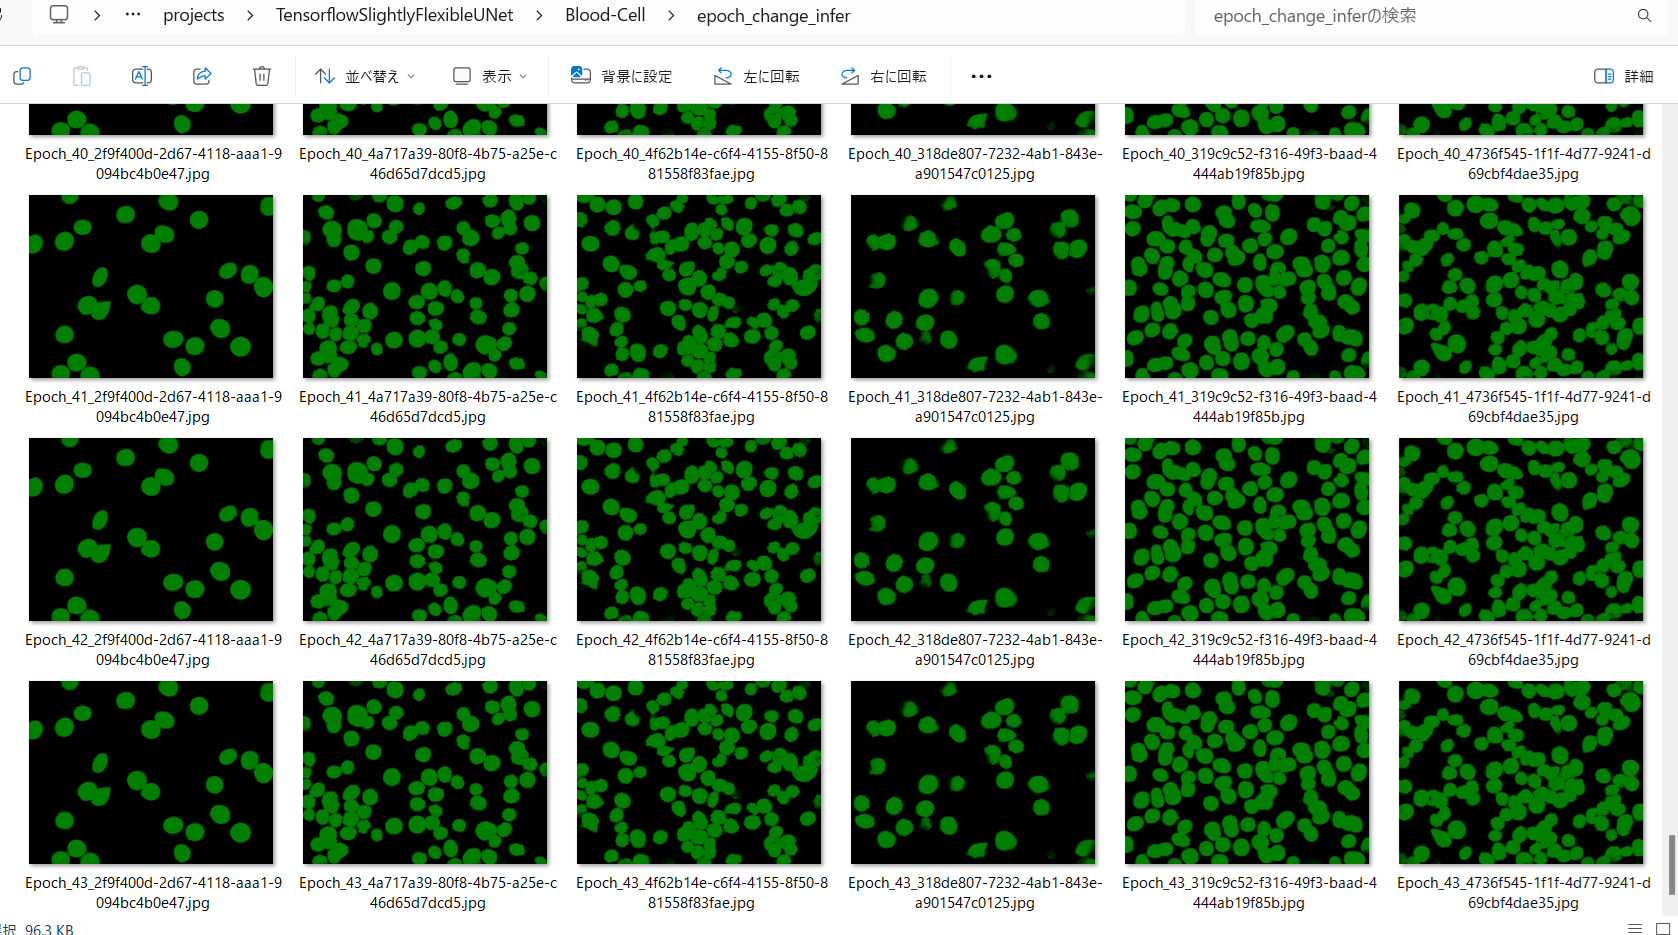 projects > TensorflowSlightlyFlexibleUNet > Blood-Cell > epoch_change_infer
epoch_change_inferの検索
並べ替え 表示 背景に設定 左に回転 右に回転 詳細
Epoch_40_2f9f400d-2d67-4118-aaa1-9
094bc4b0e47.jpg
Epoch_40_4a717a39-80f8-4b75-a25e-c
46d65d7dcd5.jpg
Epoch_40_4f62b14e-c6f4-4155-8f50-8
81558f83fae.jpg
Epoch_40_318de807-7232-4ab1-843e-
a901547c0125.jpg
Epoch_40_319c9c52-f316-49f3-baad-4
444ab19f85b.jpg
Epoch_40_4736f545-1f1f-4d77-9241-d
69cbf4dae35.jpg
Epoch_41_2f9f400d-2d67-4118-aaa1-9
094bc4b0e47.jpg
Epoch_41_4a717a39-80f8-4b75-a25e-c
46d65d7dcd5.jpg
Epoch_41_4f62b14e-c6f4-4155-8f50-8
81558f83fae.jpg
Epoch_41_318de807-7232-4ab1-843e-
a901547c0125.jpg
Epoch_41_319c9c52-f316-49f3-baad-4
444ab19f85b.jpg
Epoch_41_4736f545-1f1f-4d77-9241-d
69cbf4dae35.jpg
Epoch_42_2f9f400d-2d67-4118-aaa1-9
094bc4b0e47.jpg
Epoch_42_4a717a39-80f8-4b75-a25e-c
46d65d7dcd5.jpg
Epoch_42_4f62b14e-c6f4-4155-8f50-8
81558f83fae.jpg
Epoch_42_318de807-7232-4ab1-843e-
a901547c0125.jpg
Epoch_42_319c9c52-f316-49f3-baad-4
444ab19f85b.jpg
Epoch_42_4736f545-1f1f-4d77-9241-d
69cbf4dae35.jpg
Epoch_43_2f9f400d-2d67-4118-aaa1-9
094bc4b0e47.jpg
Epoch_43_4a717a39-80f8-4b75-a25e-c
46d65d7dcd5.jpg
Epoch_43_4f62b14e-c6f4-4155-8f50-8
81558f83fae.jpg
Epoch_43_318de807-7232-4ab1-843e-
a901547c0125.jpg
Epoch_43_319c9c52-f316-49f3-baad-4
444ab19f85b.jpg
Epoch_43_4736f545-1f1f-4d77-9241-d
69cbf4dae35.jpg
択 96.3 KB